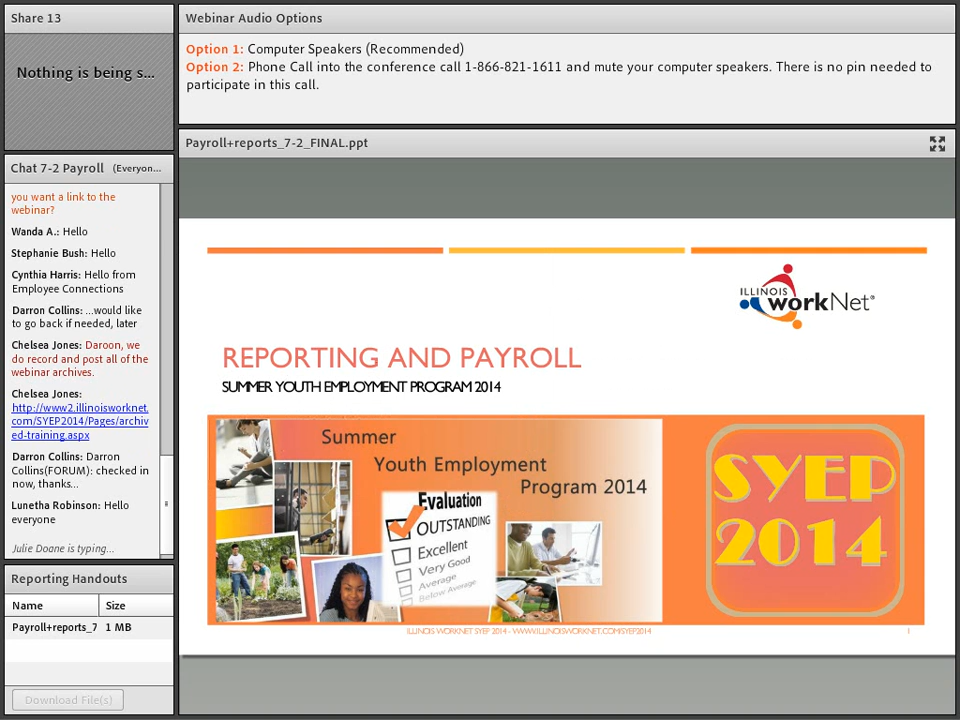 Share 13
Nothing is being s...
Chat 7-2 Payroll (Everyon...
you want a link to the
webinar?
Wanda A.: Hello
Stephanie Bush: Hello
Cynthia Harris: Hello from
Employee Connections
Darron Collins: ...would like
to go back if needed, later
Chelsea Jones: Daroon, we
do record and post all of the
webinar archives.
Chelsea Jones:
http://www2.illinoisworknet.
com/SYEP2014/Pages/archiv
ed-training.aspx
Darron Collins: Darron
Collins(FORUM): checked in
now, thanks...
Lunetha Robinson: Hello
everyone
Julie Doane is typing...
Reporting Handouts
Name Size
Payroll+reports_7 1 MB
Download File(s)
Webinar Audio Options
Option 1: Computer Speakers (Recommended)
Option 2: Phone Call into the conference call 1-866-821-1611 and mute your computer speakers. There is no pin needed to
participate in this call.
Payroll+reports_7-2_FINAL.ppt
ILLINOIS
workNet®
REPORTING AND PAYROLL
SUMMER YOUTH EMPLOYMENT PROGRAM 2014
Summer
Youth Employment
Program 2014
Evaluation
OUTSTANDING
Excellent
Very Good
Average
Below Average
SYEP
2014
ILLINOIS WORKNET SYEP 2014 - WWW.ILLINOISWORKNET.COM/SYEP2014
1